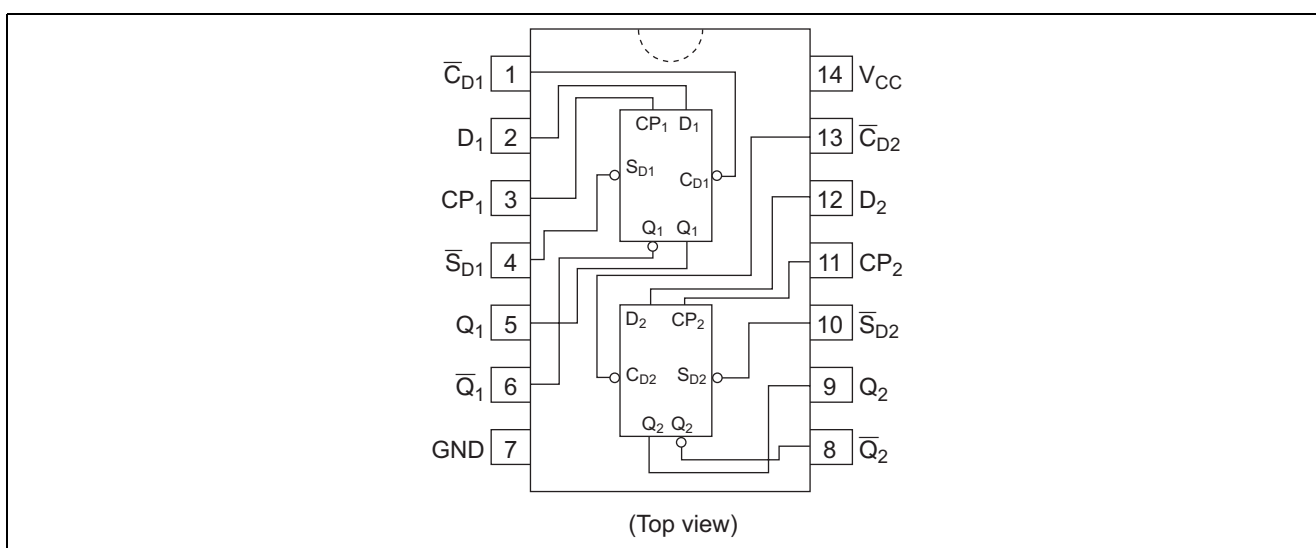 C̅D1 1
D1 2
CP1 3
S̅D1 4
Q1 5
Q̅1 6
GND 7
14 VCC
13 C̅D2
12 D2
11 CP2
10 S̅D2
9 Q2
8 Q̅2
CP1 D1
SD1
CD1
Q1 Q1
D2 CP2
CD2 SD2
Q2 Q2
(Top view)